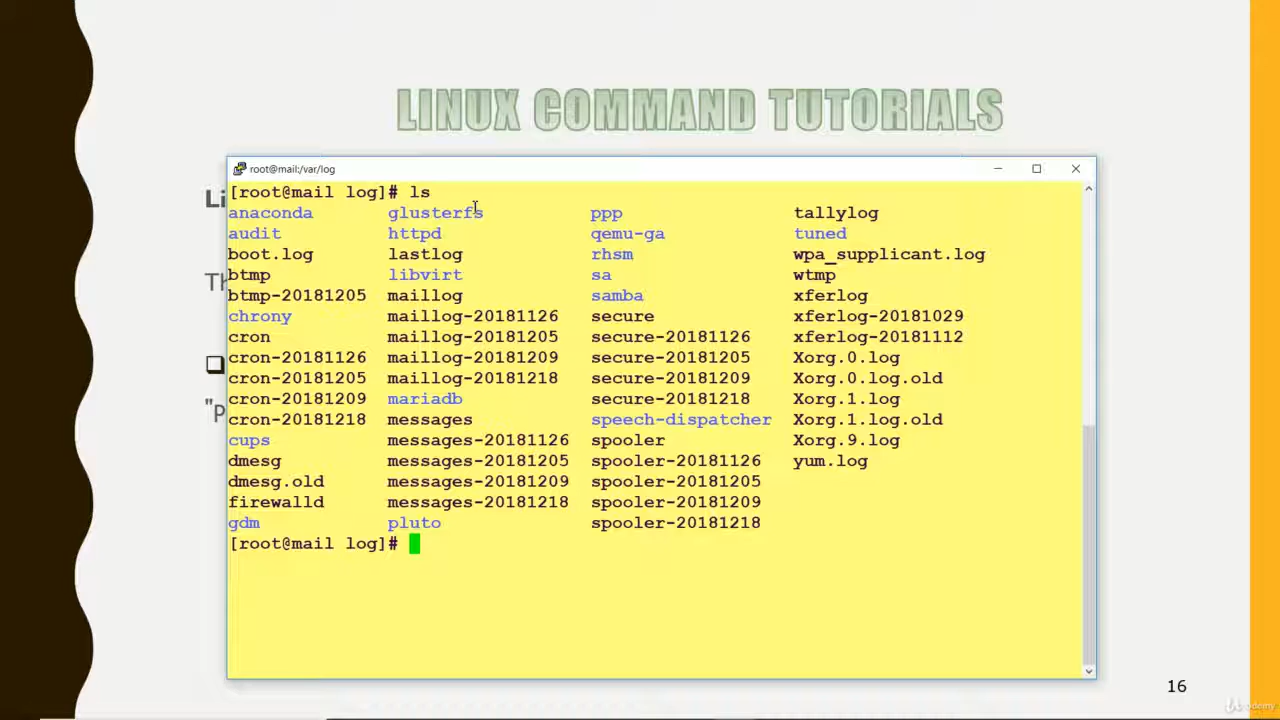 LINUX COMMAND TUTORIALS
root@mail:/var/log
Li
Th
"p
[root@mail log]# ls
anaconda glusterfs ppp tallylog
audit httpd qemu-ga tuned
boot.log lastlog rhsm wpa_supplicant.log
btmp libvirt sa wtmp
btmp-20181205 maillog samba xferlog
chrony maillog-20181126 secure xferlog-20181029
cron maillog-20181205 secure-20181126 xferlog-20181112
cron-20181126 maillog-20181209 secure-20181205 Xorg.0.log
cron-20181205 maillog-20181218 secure-20181209 Xorg.0.log.old
cron-20181209 mariadb secure-20181218 Xorg.1.log
cron-20181218 messages speech-dispatcher Xorg.1.log.old
cups messages-20181126 spooler Xorg.9.log
dmesg messages-20181205 spooler-20181126 yum.log
dmesg.old messages-20181209 spooler-20181205
firewalld messages-20181218 spooler-20181209
gdm pluto spooler-20181218
[root@mail log]#
16
Udemy